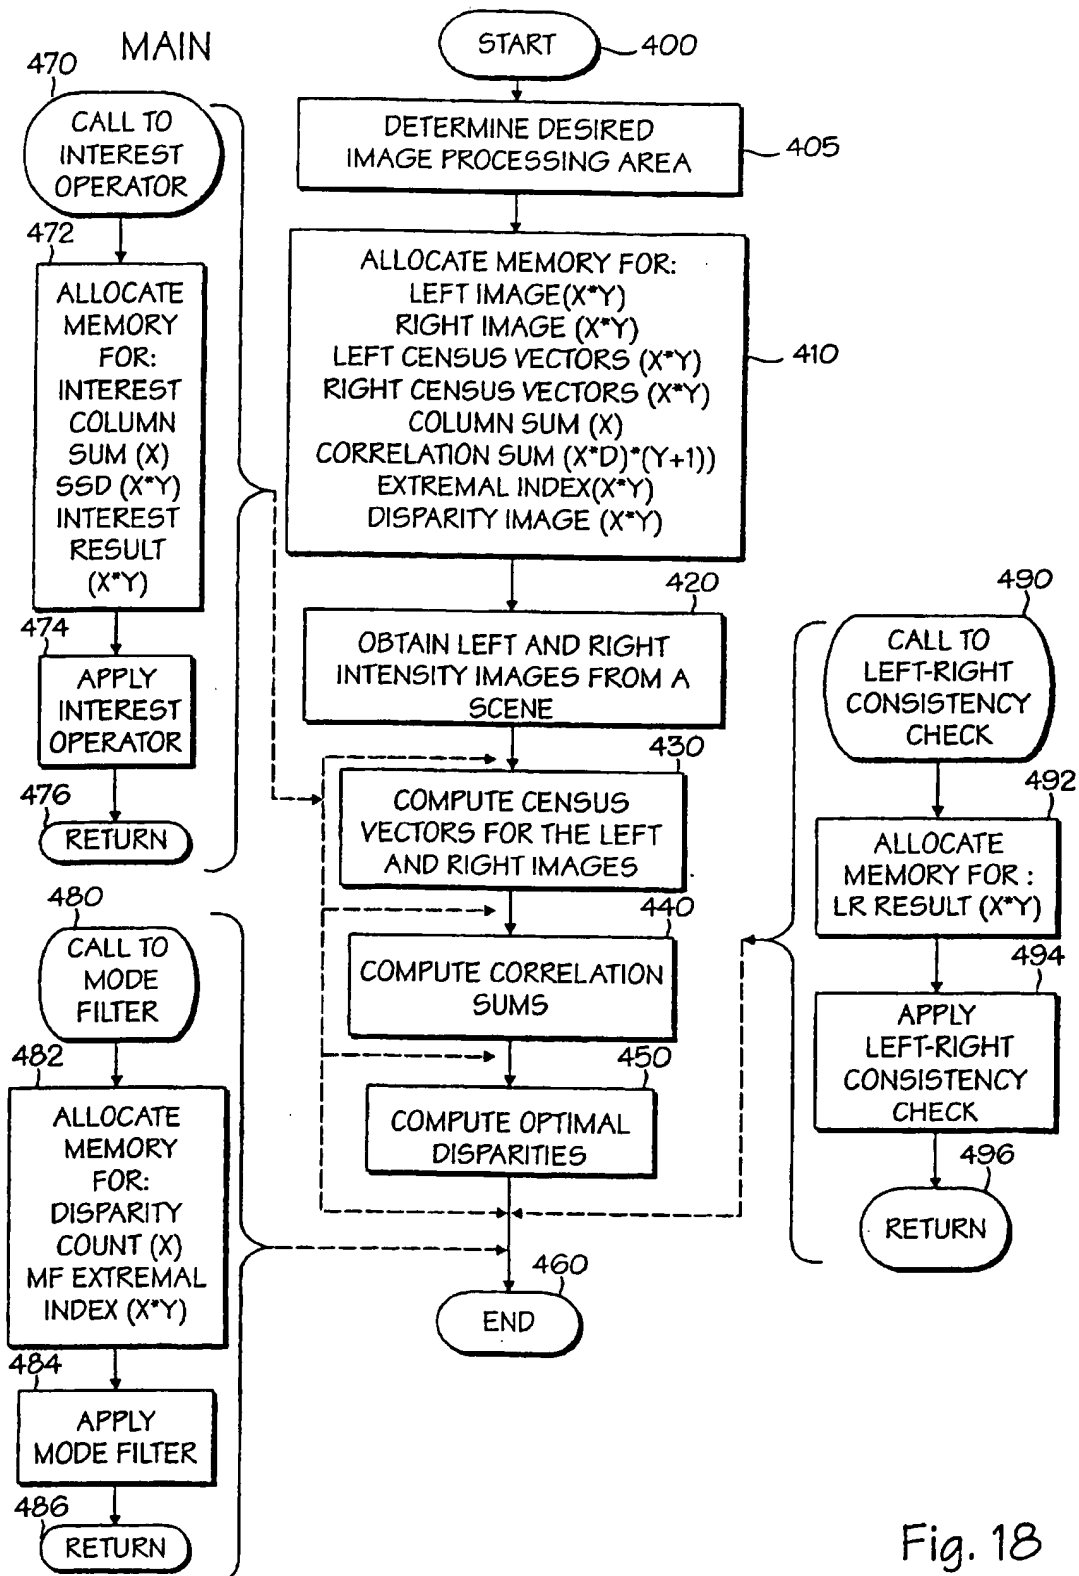 MAIN
START
400
DETERMINE DESIRED
IMAGE PROCESSING AREA
405
ALLOCATE MEMORY FOR:
LEFT IMAGE(X*Y)
RIGHT IMAGE (X*Y)
LEFT CENSUS VECTORS (X*Y)
RIGHT CENSUS VECTORS (X*Y)
COLUMN SUM (X)
CORRELATION SUM (X*D)*(Y+1))
EXTREMAL INDEX(X*Y)
DISPARITY IMAGE (X*Y)
410
420
OBTAIN LEFT AND RIGHT
INTENSITY IMAGES FROM A
SCENE
430
COMPUTE CENSUS
VECTORS FOR THE LEFT
AND RIGHT IMAGES
440
COMPUTE CORRELATION
SUMS
450
COMPUTE OPTIMAL
DISPARITIES
460
END
470
CALL TO
INTEREST
OPERATOR
472
ALLOCATE
MEMORY
FOR:
INTEREST
COLUMN
SUM (X)
SSD (X*Y)
INTEREST
RESULT
(X*Y)
474
APPLY
INTEREST
OPERATOR
476
RETURN
480
CALL TO
MODE
FILTER
482
ALLOCATE
MEMORY
FOR:
DISPARITY
COUNT (X)
MF EXTREMAL
INDEX (X*Y)
484
APPLY
MODE FILTER
486
RETURN
490
CALL TO
LEFT-RIGHT
CONSISTENCY
CHECK
492
ALLOCATE
MEMORY FOR :
LR RESULT (X*Y)
494
APPLY
LEFT-RIGHT
CONSISTENCY
CHECK
496
RETURN
Fig. 18